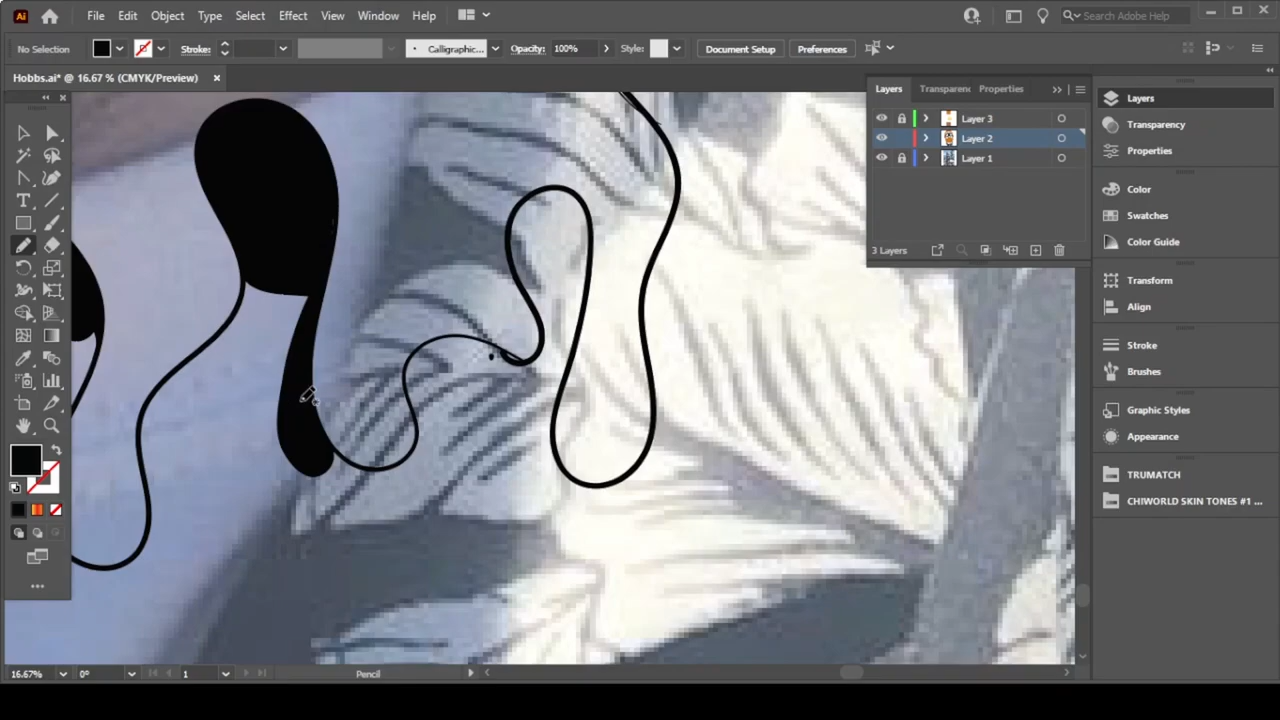 Ai File Edit Object Type Select Effect View Window Help Search Adobe Help
No Selection Stroke: Calligraphic... Opacity: 100% Style: Document Setup Preferences
Hobbs.ai* @ 16.67 % (CMYK/Preview) ×
Layers Transparenc Properties
Layer 3
Layer 2
Layer 1
3 Layers
Layers
Transparency
Properties
Color
Swatches
Color Guide
Transform
Align
Stroke
Brushes
Graphic Styles
Appearance
TRUMATCH
CHIWORLD SKIN TONES #1 ...
16.67% 0° 1 Pencil